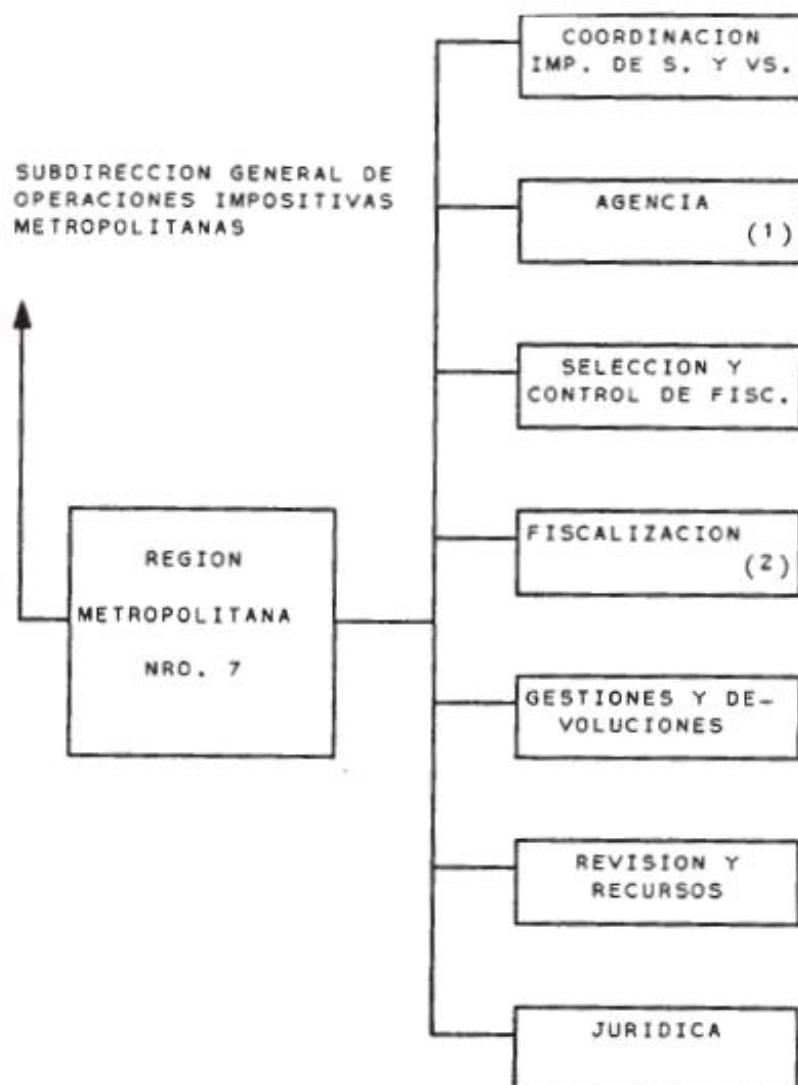 SUBDIRECCION GENERAL DE
OPERACIONES IMPOSITIVAS
METROPOLITANAS
REGION
METROPOLITANA
NRO. 7
COORDINACION
IMP. DE S. Y VS.
AGENCIA
(1)
SELECCION Y
CONTROL DE FISC.
FISCALIZACION
(2)
GESTIONES Y DE-
VOLUCIONES
REVISION Y
RECURSOS
JURIDICA